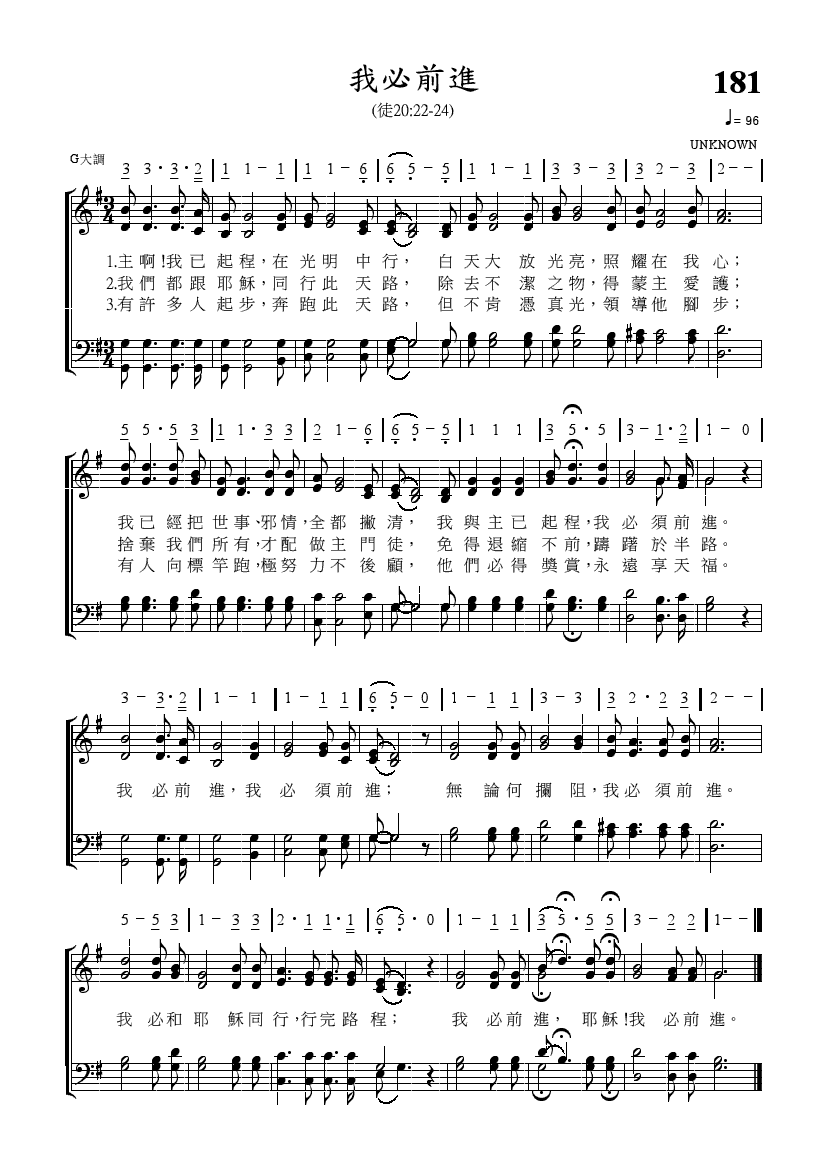 我必前進
181
(徒20:22-24)
♩= 96
UNKNOWN
G大調
3 3·3·2 | 1 1-1 | 1 1-6 | 6 5-5 | 1 1-1 | 3 3-3 | 3 2-3 | 2-- |
1.主啊!我已起程,在光明中行，白天大放光亮,照耀在我心;
2.我們都跟耶穌,同行此天路，除去不潔之物,得蒙主愛護;
3.有許多人起步,奔跑此天路，但不肯憑真光,領導他腳步;
5 5·5 3 | 1·3 3 | 2 1-6 | 6 5-5 | 1 1 1 | 3 5·5 | 3-1·2 | 1-0 |
我已經把世事、邪情,全都撇清，我與主已起程,我必須前進。
捨棄我們所有,才配做主門徒，免得退縮不前,躊躇於半路。
有人向標竿跑,極努力不後顧，他們必得獎賞,永遠享天福。
3-3·2 | 1-1 | 1-1 1 | 6 5-0 | 1-1 1 | 3-3 | 3 2·2 3 | 2-- |
我必前進,我必須前進;無論何攔阻,我必須前進。
5-5 3 | 1-3 3 | 2·1 1·1 | 6 5·0 | 1-1 1 | 3 5·5 5 | 3-2 2 | 1-- |
我必和耶穌同行,行完路程;我必前進，耶穌!我必前進。